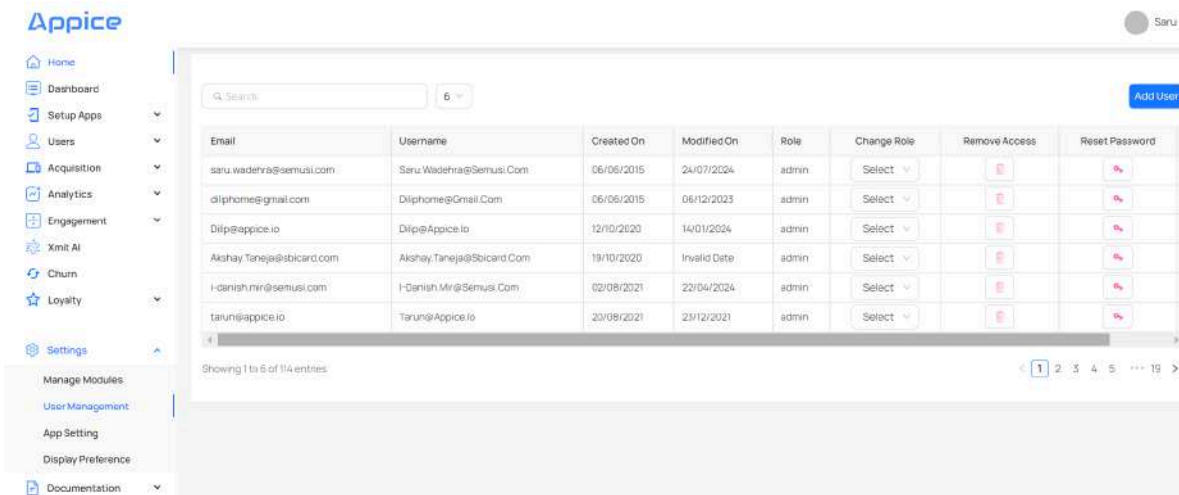 Appice
Saru
Home
Dashboard
Setup Apps
Users
Acquisition
Analytics
Engagement
Xmit AI
Churn
Loyalty
Settings
Manage Modules
User Management
App Setting
Display Preference
Documentation
Search
6
Add User
Email Username Created On Modified On Role Change Role Remove Access Reset Password
saru.wadehra@semusi.com Saru.Wadehra@Semusi.Com 06/06/2015 24/07/2024 admin Select
diliphome@gmail.com Diliphome@Gmail.Com 06/06/2015 06/12/2023 admin Select
Dilip@appice.io Dilip@Appice.Io 12/10/2020 14/01/2024 admin Select
Akshay.Taneja@sbicard.com Akshay.Taneja@Sbicard.Com 19/10/2020 Invalid Date admin Select
i-danish.mir@semusi.com I-Danish.Mir@Semusi.Com 02/08/2021 22/04/2024 admin Select
tarun@appice.io Tarun@Appice.Io 20/08/2021 23/12/2021 admin Select
Showing 1 to 6 of 114 entries
< 1 2 3 4 5 ••• 19 >